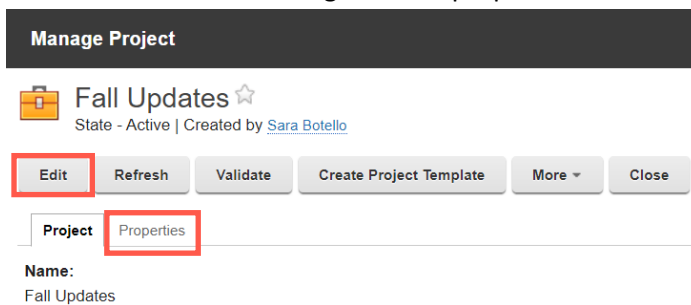 Manage Project
Fall Updates
State - Active | Created by Sara Botello
Edit Refresh Validate Create Project Template More Close
Project Properties
Name:
Fall Updates